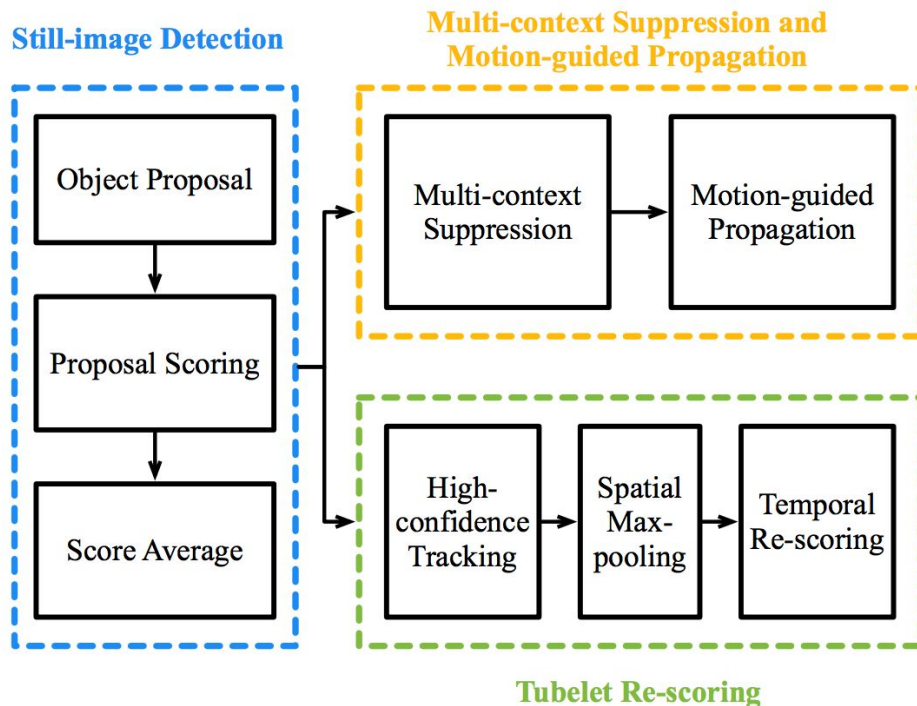 Still-image Detection
Object Proposal
Proposal Scoring
Score Average
Multi-context Suppression and
Motion-guided Propagation
Multi-context
Suppression
Motion-guided
Propagation
High-
confidence
Tracking
Spatial
Max-
pooling
Temporal
Re-scoring
Tubelet Re-scoring